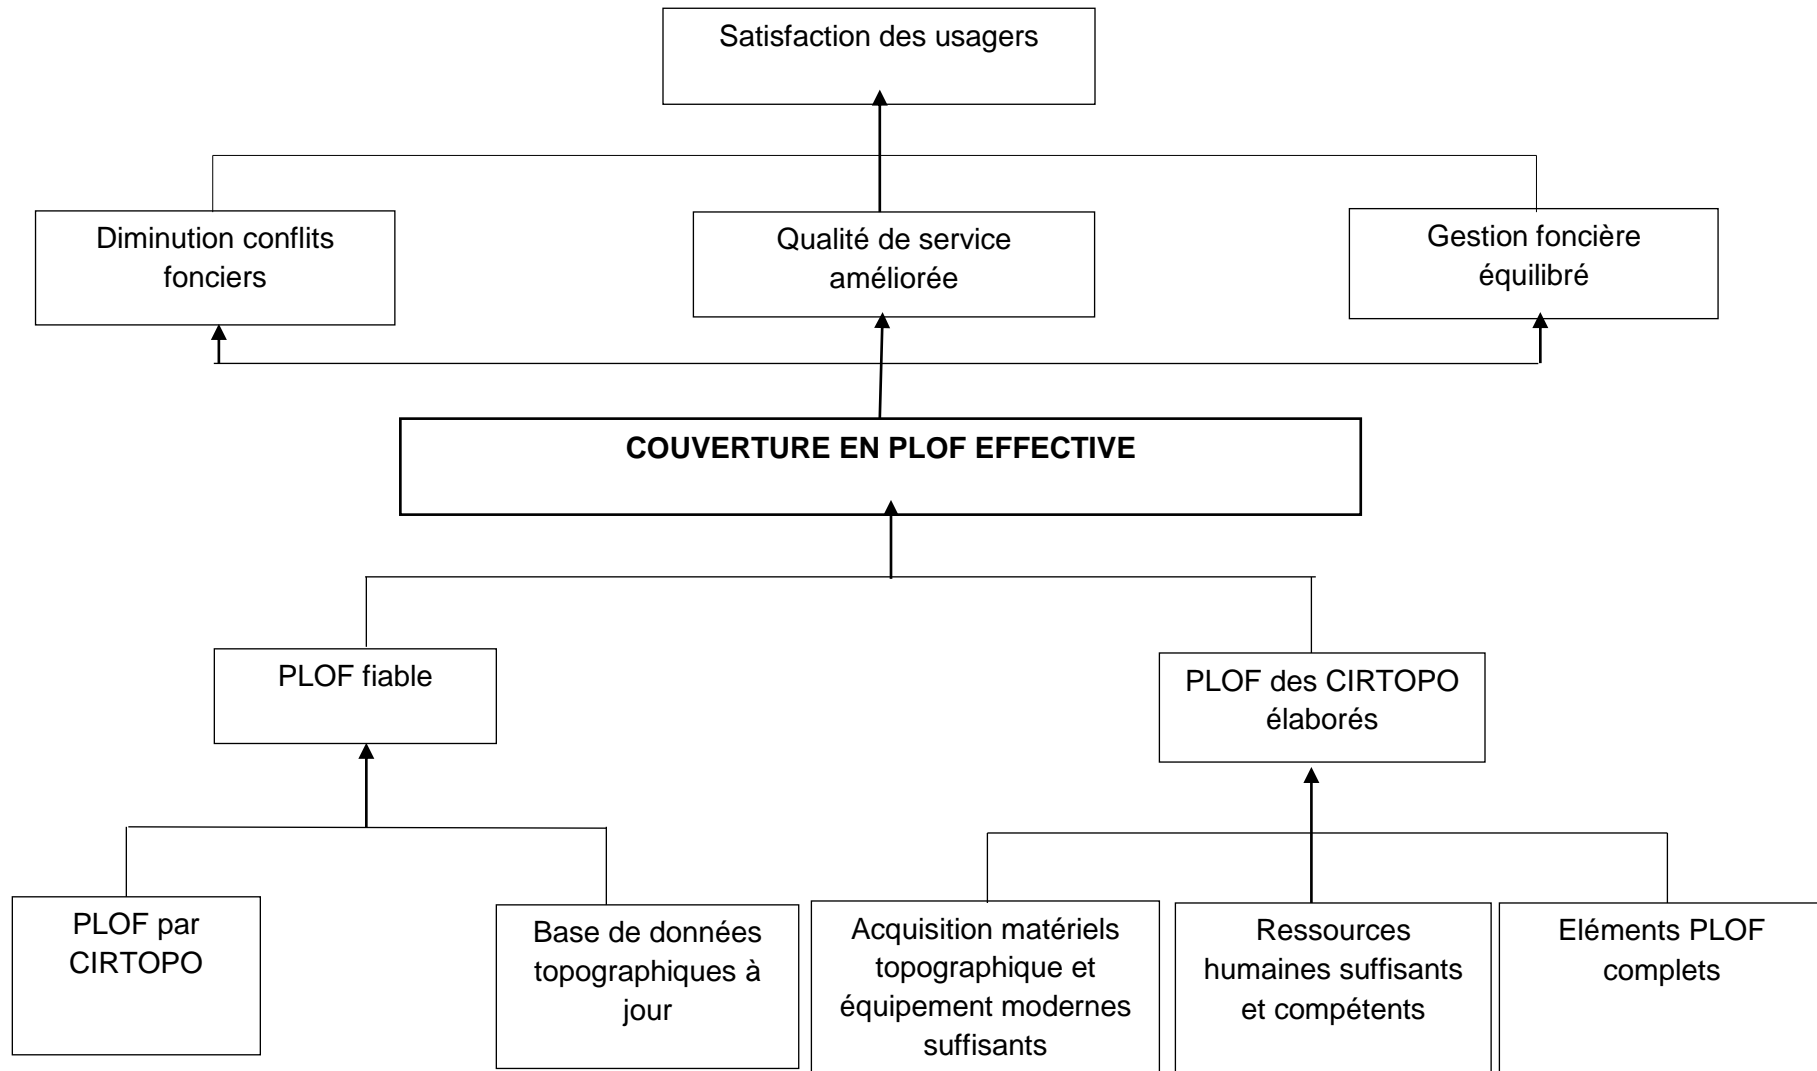 Satisfaction des usagers
Diminution conflits
fonciers
Qualité de service
améliorée
Gestion foncière
équilibré
COUVERTURE EN PLOF EFFECTIVE
PLOF fiable
PLOF des CIRTOPO
élaborés
PLOF par
CIRTOPO
Base de données
topographiques à
jour
Acquisition matériels
topographique et
équipement modernes
suffisants
Ressources
humaines suffisants
et compétents
Eléments PLOF
complets